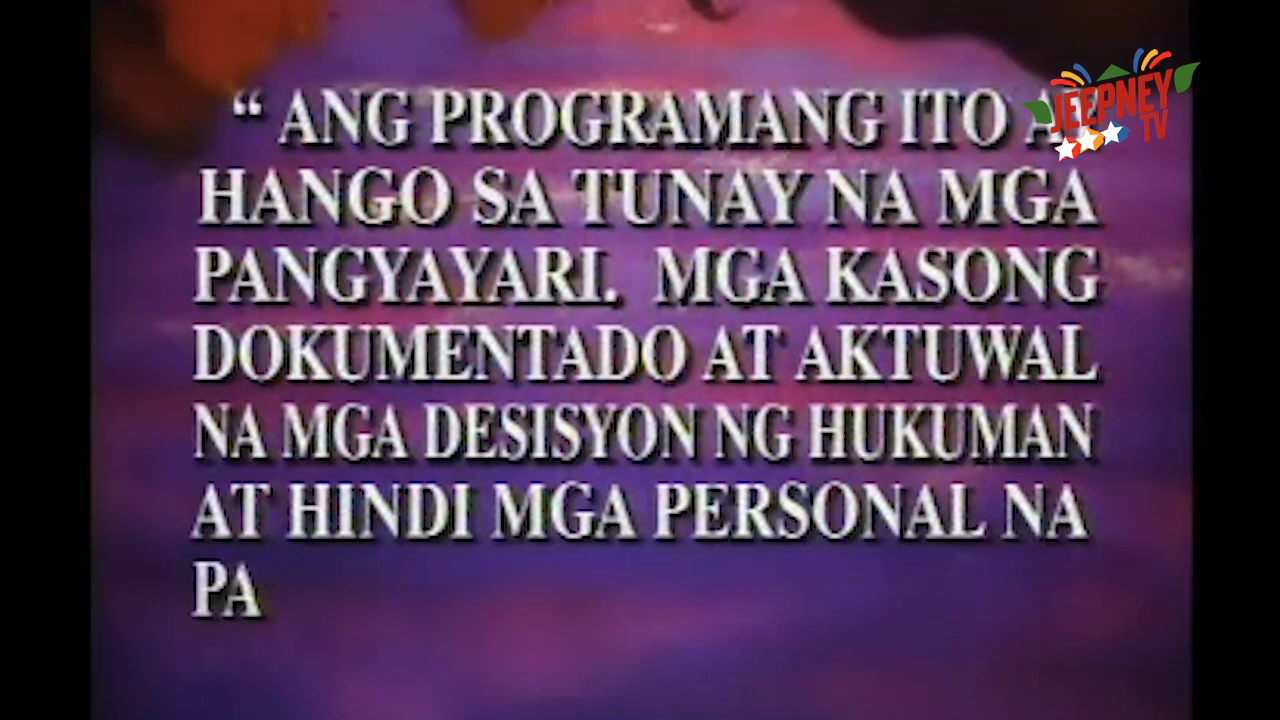 “ ANG PROGRAMANG ITO A
HANGO SA TUNAY NA MGA
PANGYAYARI. MGA KASONG
DOKUMENTADO AT AKTUWAL
NA MGA DESISYON NG HUKUMAN
AT HINDI MGA PERSONAL NA
PA
JEEPNEY
TV